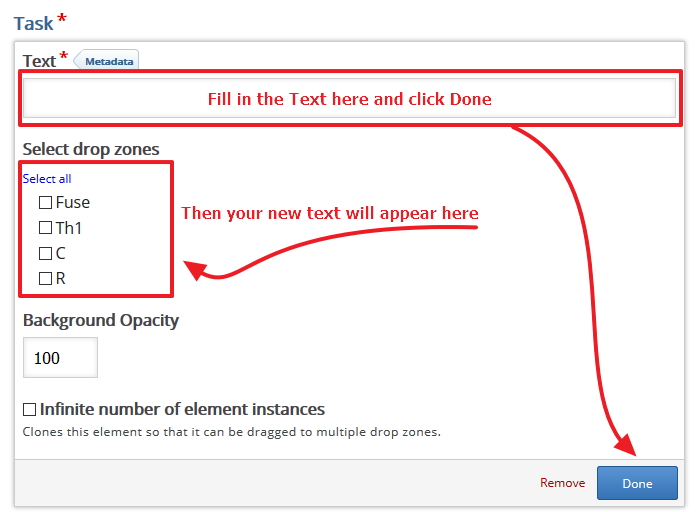 Task *
Text * Metadata
Fill in the Text here and click Done
Select drop zones
Select all
Fuse
Then your new text will appear here
Th1
C
R
Background Opacity
100
Infinite number of element instances
Clones this element so that it can be dragged to multiple drop zones.
Remove Done